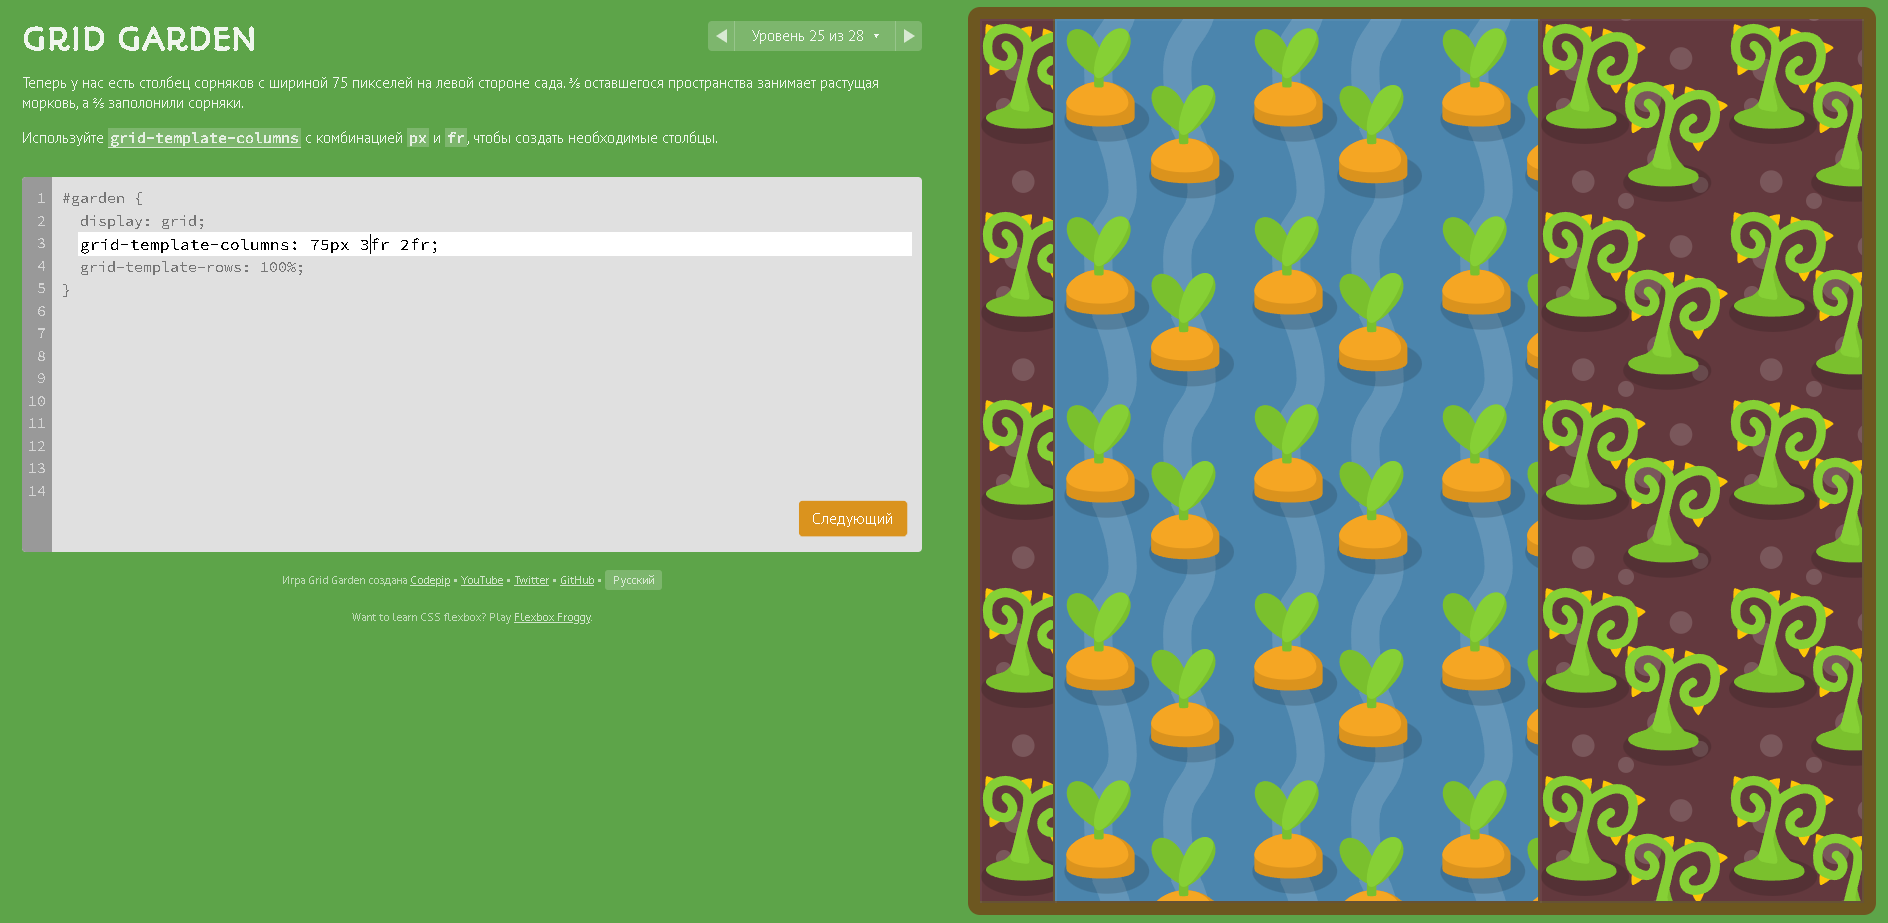 GRID GARDEN
Уровень 25 из 28
Теперь у нас есть столбец сорняков с шириной 75 пикселей на левой стороне сада. ⅗ оставшегося пространства занимает растущая
морковь, а ⅖ заполонили сорняки.
Используйте grid-template-columns с комбинацией px и fr, чтобы создать необходимые столбцы.
1 #garden {
2 display: grid;
3 grid-template-columns: 75px 3fr 2fr;
4 grid-template-rows: 100%;
5 }
6
7
8
9
10
11
12
13
14
Следующий
Игра Grid Garden создана Codepip • YouTube • Twitter • GitHub • Русский
Want to learn CSS flexbox? Play Flexbox Froggy.